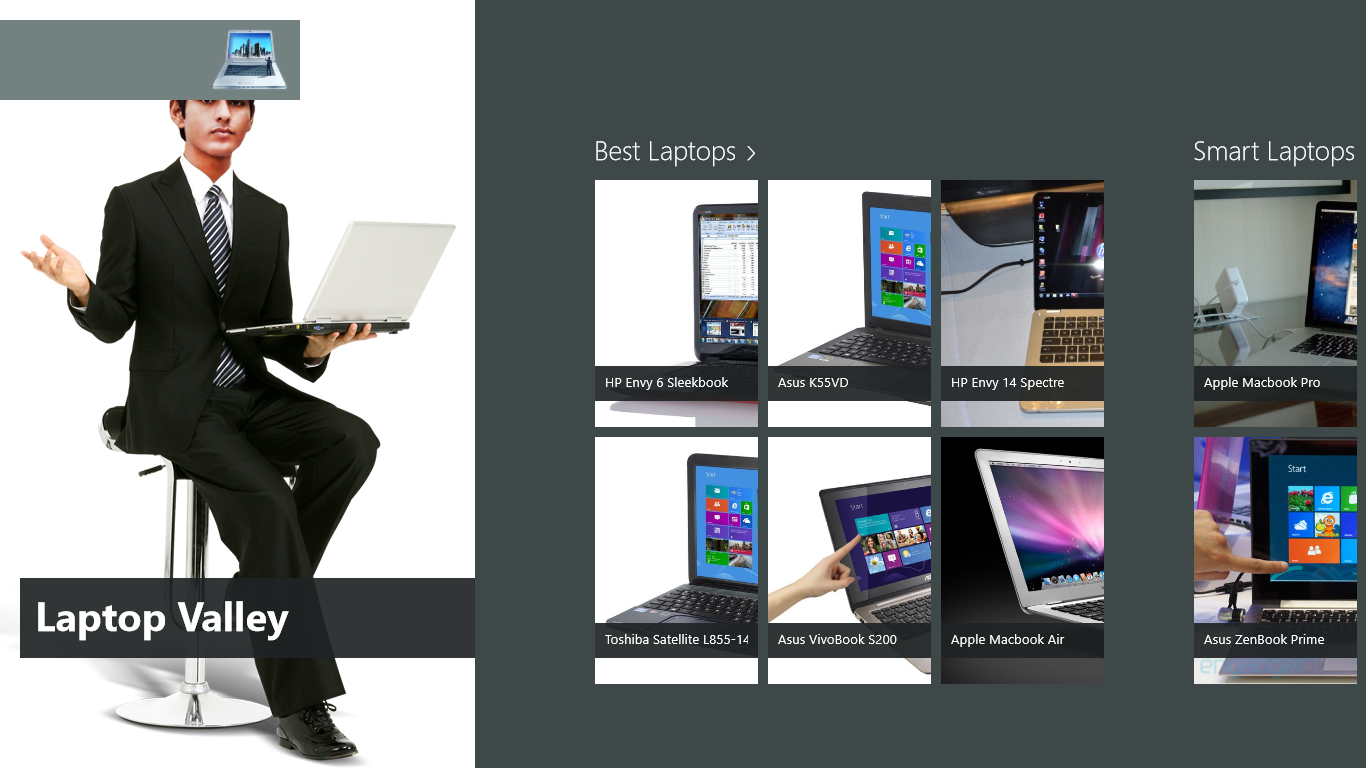 Laptop Valley
Best Laptops
HP Envy 6 Sleekbook
Asus K55VD
HP Envy 14 Spectre
Toshiba Satellite L855-14
Asus VivoBook S200
Apple Macbook Air
Smart Laptops
Apple Macbook Pro
Start
Asus ZenBook Prime